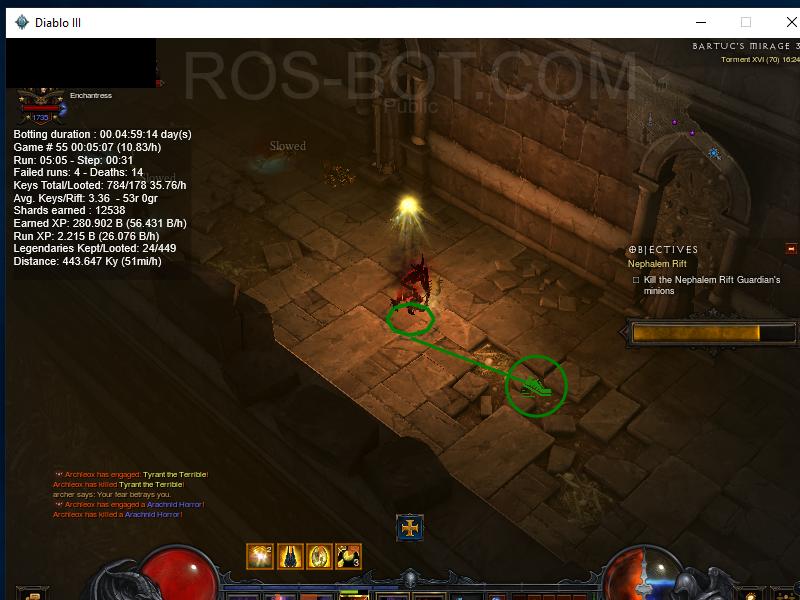 Diablo III
ROS-BOT.COM
Public
BARTUC'S MIRAGE 3
Torment XVI (70) 16:24
Enchantress
1735
Botting duration : 00.04:59:14 day(s)
Game # 55 00:05:07 (10.83/h)
Run: 05:05 - Step: 00:31
Failed runs: 4 - Deaths: 14
Keys Total/Looted: 784/178 35.76/h
Avg. Keys/Rift: 3.36 - 53r 0gr
Shards earned : 12538
Earned XP: 280.902 B (56.431 B/h)
Run XP: 2.215 B (26.076 B/h)
Legendaries Kept/Looted: 24/449
Distance: 443.647 Ky (51mi/h)
Slowed
Slowed
OBJECTIVES
Nephalem Rift
Kill the Nephalem Rift Guardian's
minions
Archleox has engaged: Tyrant the Terrible!
Archleox has killed Tyrant the Terrible!
archer says: Your fear betrays you.
Archleox has engaged a Arachnid Horror!
Archleox has killed a Arachnid Horror!
2
3